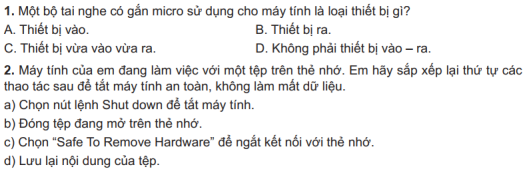 1. Một bộ tai nghe có gắn micro sử dụng cho máy tính là loại thiết bị gì?
A. Thiết bị vào. B. Thiết bị ra.
C. Thiết bị vừa vào vừa ra. D. Không phải thiết bị vào – ra.
2. Máy tính của em đang làm việc với một tệp trên thẻ nhớ. Em hãy sắp xếp lại thứ tự các
thao tác sau để tắt máy tính an toàn, không làm mất dữ liệu.
a) Chọn nút lệnh Shut down để tắt máy tính.
b) Đóng tệp đang mở trên thẻ nhớ.
c) Chọn “Safe To Remove Hardware” để ngắt kết nối với thẻ nhớ.
d) Lưu lại nội dung của tệp.